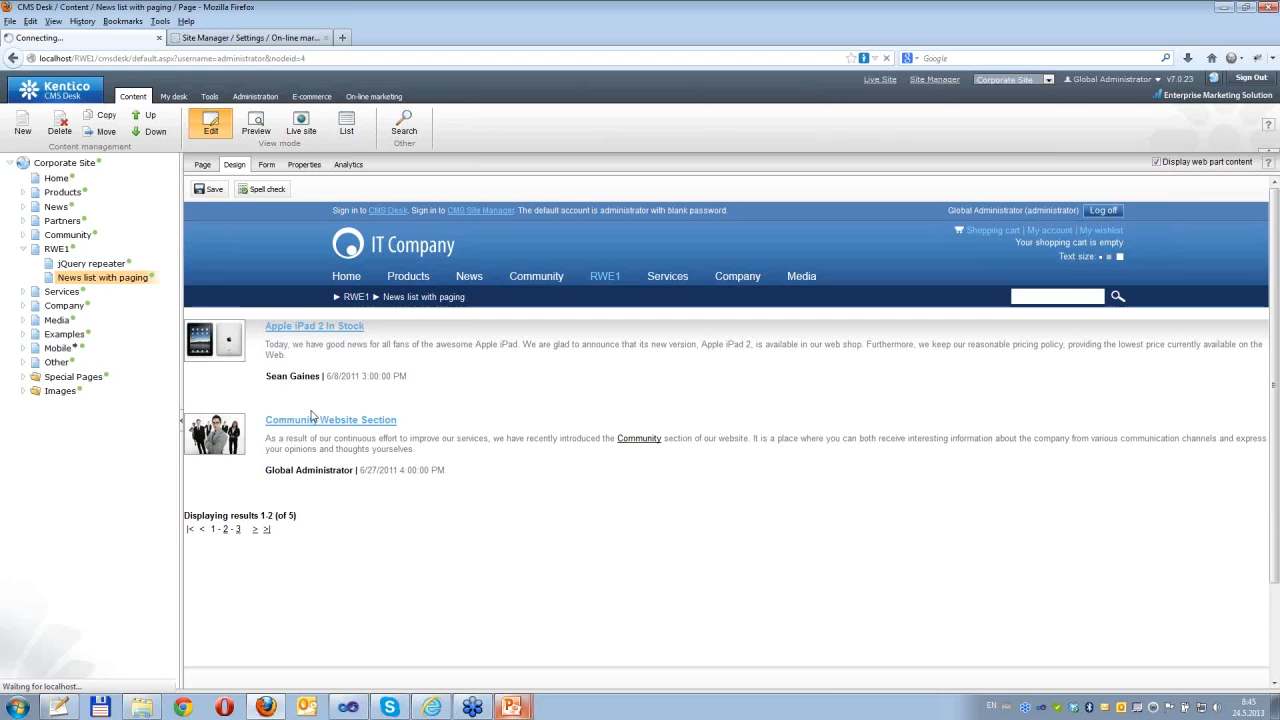 CMS Desk / Content / News list with paging / Page - Mozilla Firefox
File Edit View History Bookmarks Tools Help
Connecting...
Site Manager / Settings / On-line mar...
localhost/RWE1/cmsdesk/default.aspx?username=administrator&nodeid=4
Google
Kentico
CMS Desk
Content My desk Tools Administration E-commerce On-line marketing
Live Site Site Manager Corporate Site Global Administrator v7.0.23 Sign Out
Enterprise Marketing Solution
New Delete Copy Move Up Down
Content management
Edit Preview Live site List
View mode
Search
Other
Page Design Form Properties Analytics
Display web part content
Save Spell check
Corporate Site
Home
Products
News
Partners
Community
RWE1
jQuery repeater
News list with paging
Services
Company
Media
Examples
Mobile
Other
Special Pages
Images
Sign in to CMS Desk. Sign in to CMS Site Manager. The default account is administrator with blank password.
Global Administrator (administrator) Log off
IT Company
Shopping cart | My account | My wishlist
Your shopping cart is empty
Text size:
Home Products News Community RWE1 Services Company Media
RWE1 News list with paging
Apple iPad 2 In Stock
Today, we have good news for all fans of the awesome Apple iPad. We are glad to announce that its new version, Apple iPad 2, is available in our web shop. Furthermore, we keep our reasonable pricing policy, providing the lowest price currently available on the
Web.
Sean Gaines | 6/8/2011 3:00:00 PM
Community Website Section
As a result of our continuous effort to improve our services, we have recently introduced the Community section of our website. It is a place where you can both receive interesting information about the company from various communication channels and express
your opinions and thoughts yourselves.
Global Administrator | 6/27/2011 4:00:00 PM
Displaying results 1-2 (of 5)
|< < 1 - 2 - 3 > >|
Waiting for localhost...
EN
8:45
24.5.2013